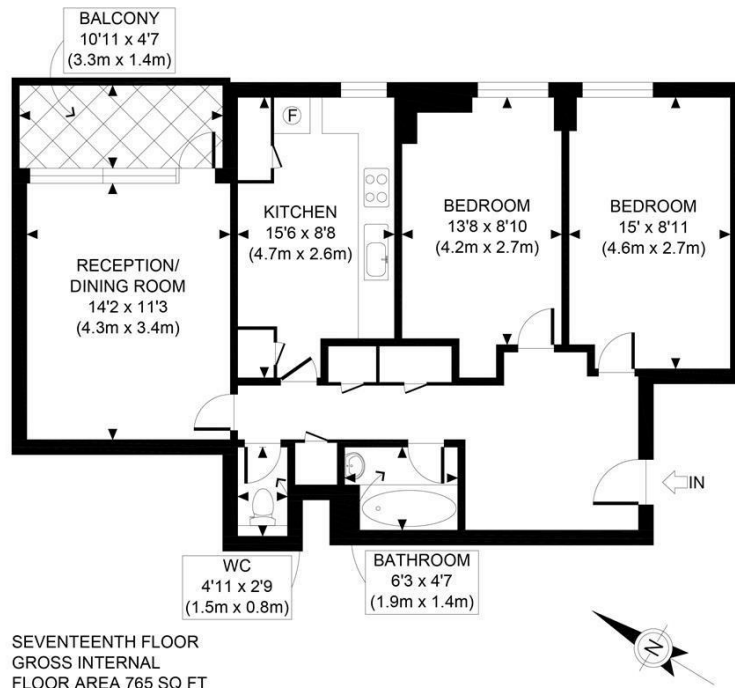 BALCONY
10'11 x 4'7
(3.3m x 1.4m)
F
KITCHEN
15'6 x 8'8
(4.7m x 2.6m)
BEDROOM
13'8 x 8'10
(4.2m x 2.7m)
BEDROOM
15' x 8'11
(4.6m x 2.7m)
RECEPTION/
DINING ROOM
14'2 x 11'3
(4.3m x 3.4m)
IN
WC
4'11 x 2'9
(1.5m x 0.8m)
BATHROOM
6'3 x 4'7
(1.9m x 1.4m)
SEVENTEENTH FLOOR
GROSS INTERNAL
FLOOR AREA 765 SQ FT
N